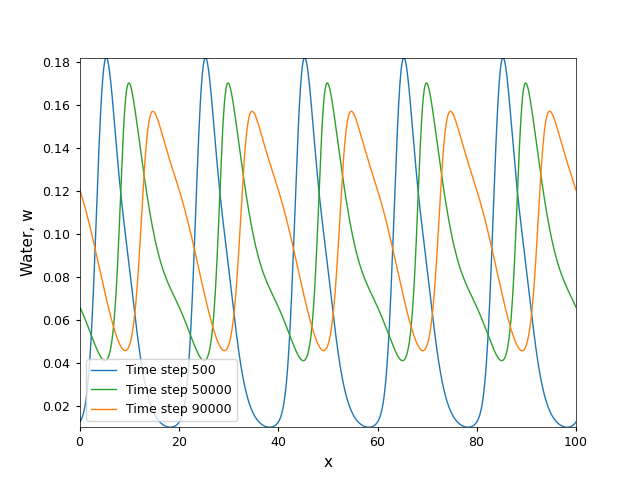 0.18
0.16
0.14
0.12
0.10
0.08
0.06
0.04
0.02
Water, w
Time step 500
Time step 50000
Time step 90000
0 20 40 60 80 100
x